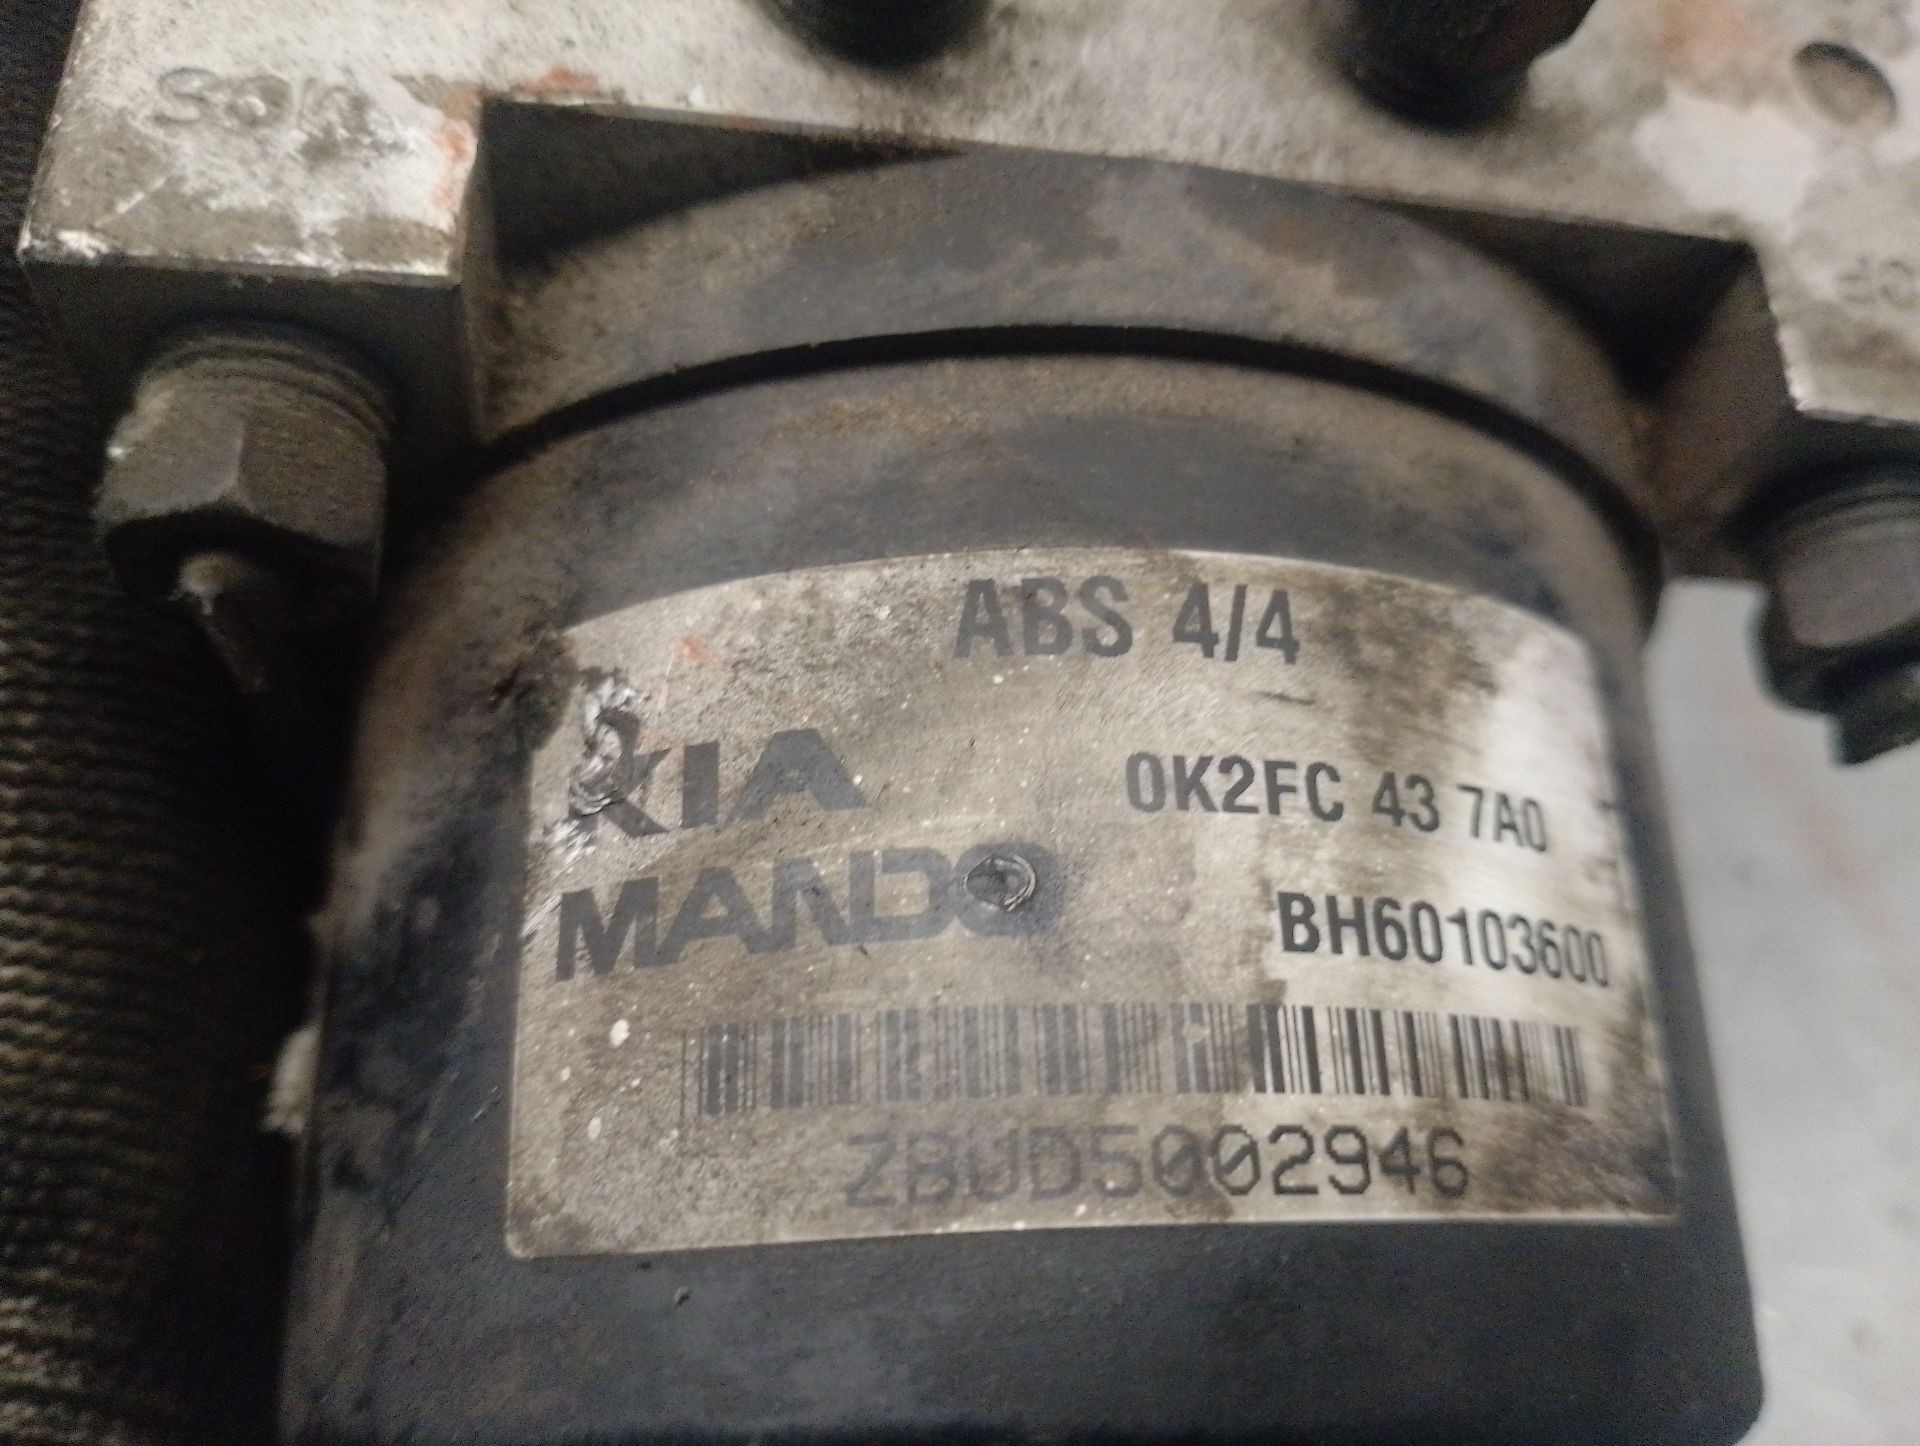 ABS 4/4
KIA
0K2FC 43 7A0
MANDO
BH60103600
ZBUD5002946